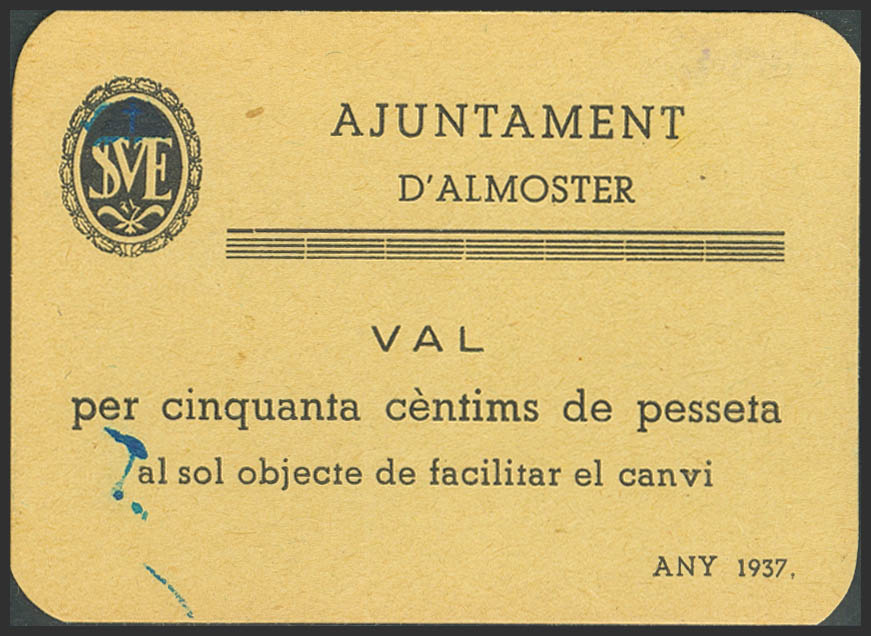 SVE
AJUNTAMENT
D'ALMOSTER
VAL
per cinquanta cèntims de pesseta
al sol objecte de facilitar el canvi
ANY 1937.